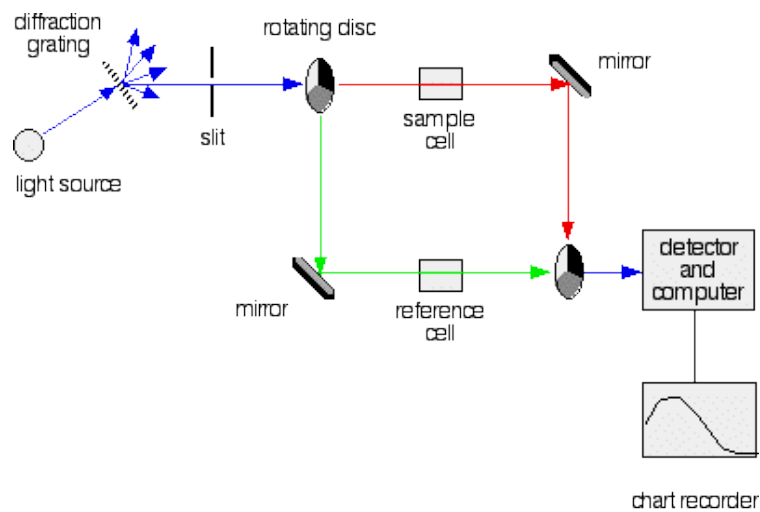 diffraction
grating
rotating disc
mirror
slit
sample
cell
light source
detector
and
computer
mirror
reference
cell
chart recorder